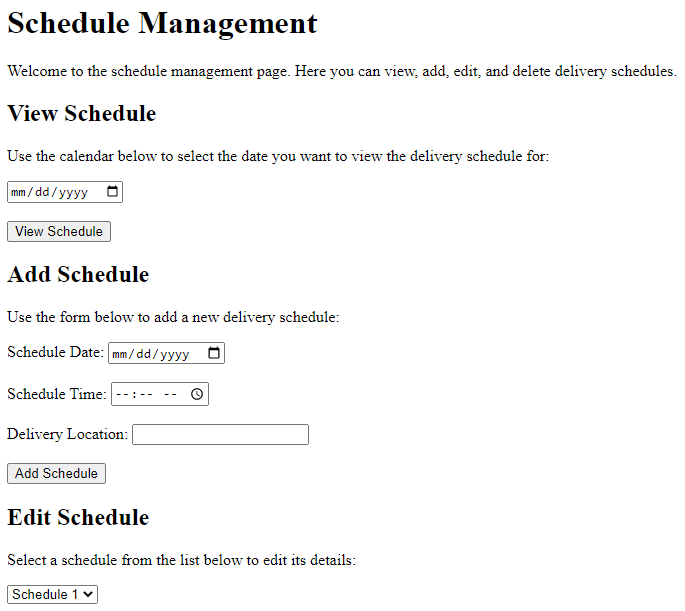 Schedule Management
Welcome to the schedule management page. Here you can view, add, edit, and delete delivery schedules.
View Schedule
Use the calendar below to select the date you want to view the delivery schedule for:
mm/dd/yyyy
View Schedule
Add Schedule
Use the form below to add a new delivery schedule:
Schedule Date: mm/dd/yyyy
Schedule Time: --:-- --
Delivery Location:
Add Schedule
Edit Schedule
Select a schedule from the list below to edit its details:
Schedule 1